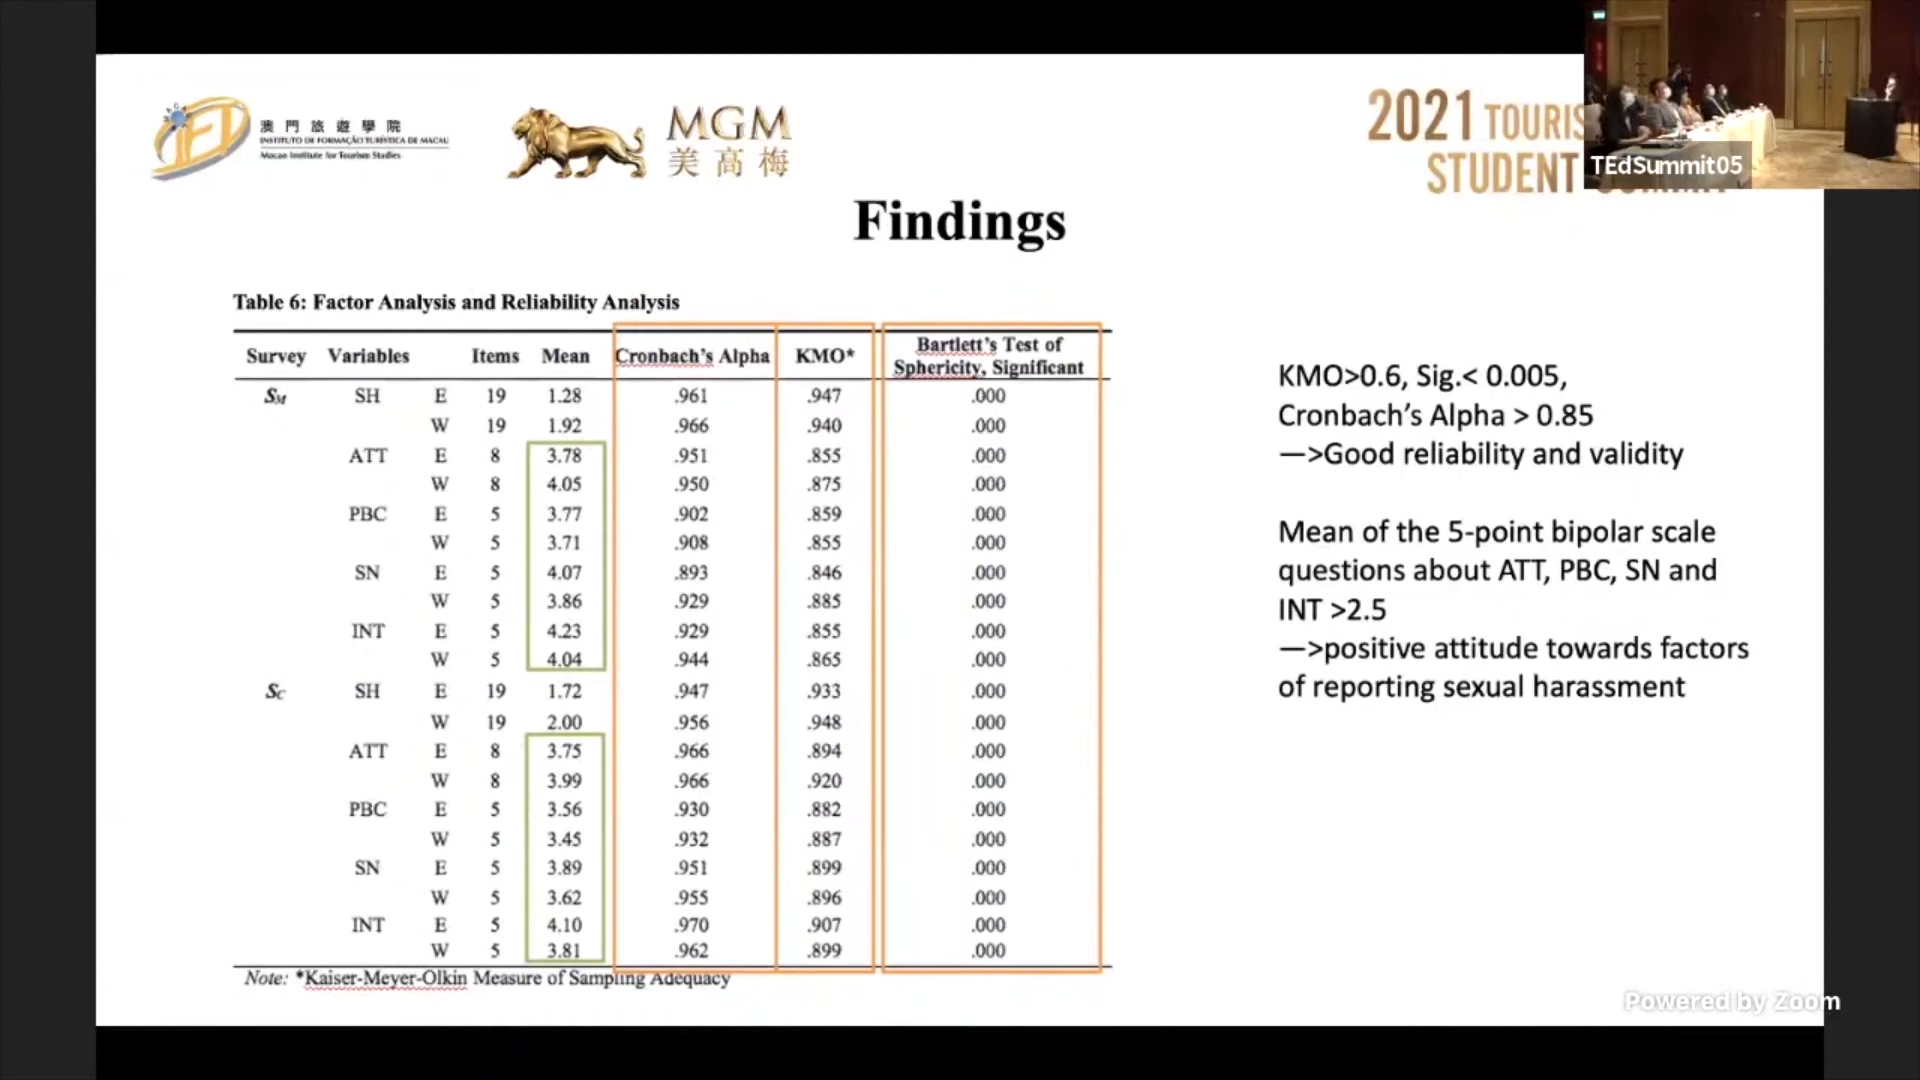 澳門旅遊學院
INSTITUTO DE FORMAÇÃO TURÍSTICA DE MACAU
Macao Institute for Tourism Studies
MGM
美高梅
2021 TOURIS
STUDENT
TEdSummit05
Findings
Table 6: Factor Analysis and Reliability Analysis
Survey Variables Items Mean Cronbach's Alpha KMO* Bartlett's Test of
Sphericity, Significant
SM SH E 19 1.28 .961 .947 .000
W 19 1.92 .966 .940 .000
ATT E 8 3.78 .951 .855 .000
W 8 4.05 .950 .875 .000
PBC E 5 3.77 .902 .859 .000
W 5 3.71 .908 .855 .000
SN E 5 4.07 .893 .846 .000
W 5 3.86 .929 .885 .000
INT E 5 4.23 .929 .855 .000
W 5 4.04 .944 .865 .000
SC SH E 19 1.72 .947 .933 .000
W 19 2.00 .956 .948 .000
ATT E 8 3.75 .966 .894 .000
W 8 3.99 .966 .920 .000
PBC E 5 3.56 .930 .882 .000
W 5 3.45 .932 .887 .000
SN E 5 3.89 .951 .899 .000
W 5 3.62 .955 .896 .000
INT E 5 4.10 .970 .907 .000
W 5 3.81 .962 .899 .000
Note: *Kaiser-Meyer-Olkin Measure of Sampling Adequacy
KMO>0.6, Sig.< 0.005,
Cronbach's Alpha > 0.85
—>Good reliability and validity
Mean of the 5-point bipolar scale
questions about ATT, PBC, SN and
INT >2.5
—>positive attitude towards factors
of reporting sexual harassment
Powered by Zoom